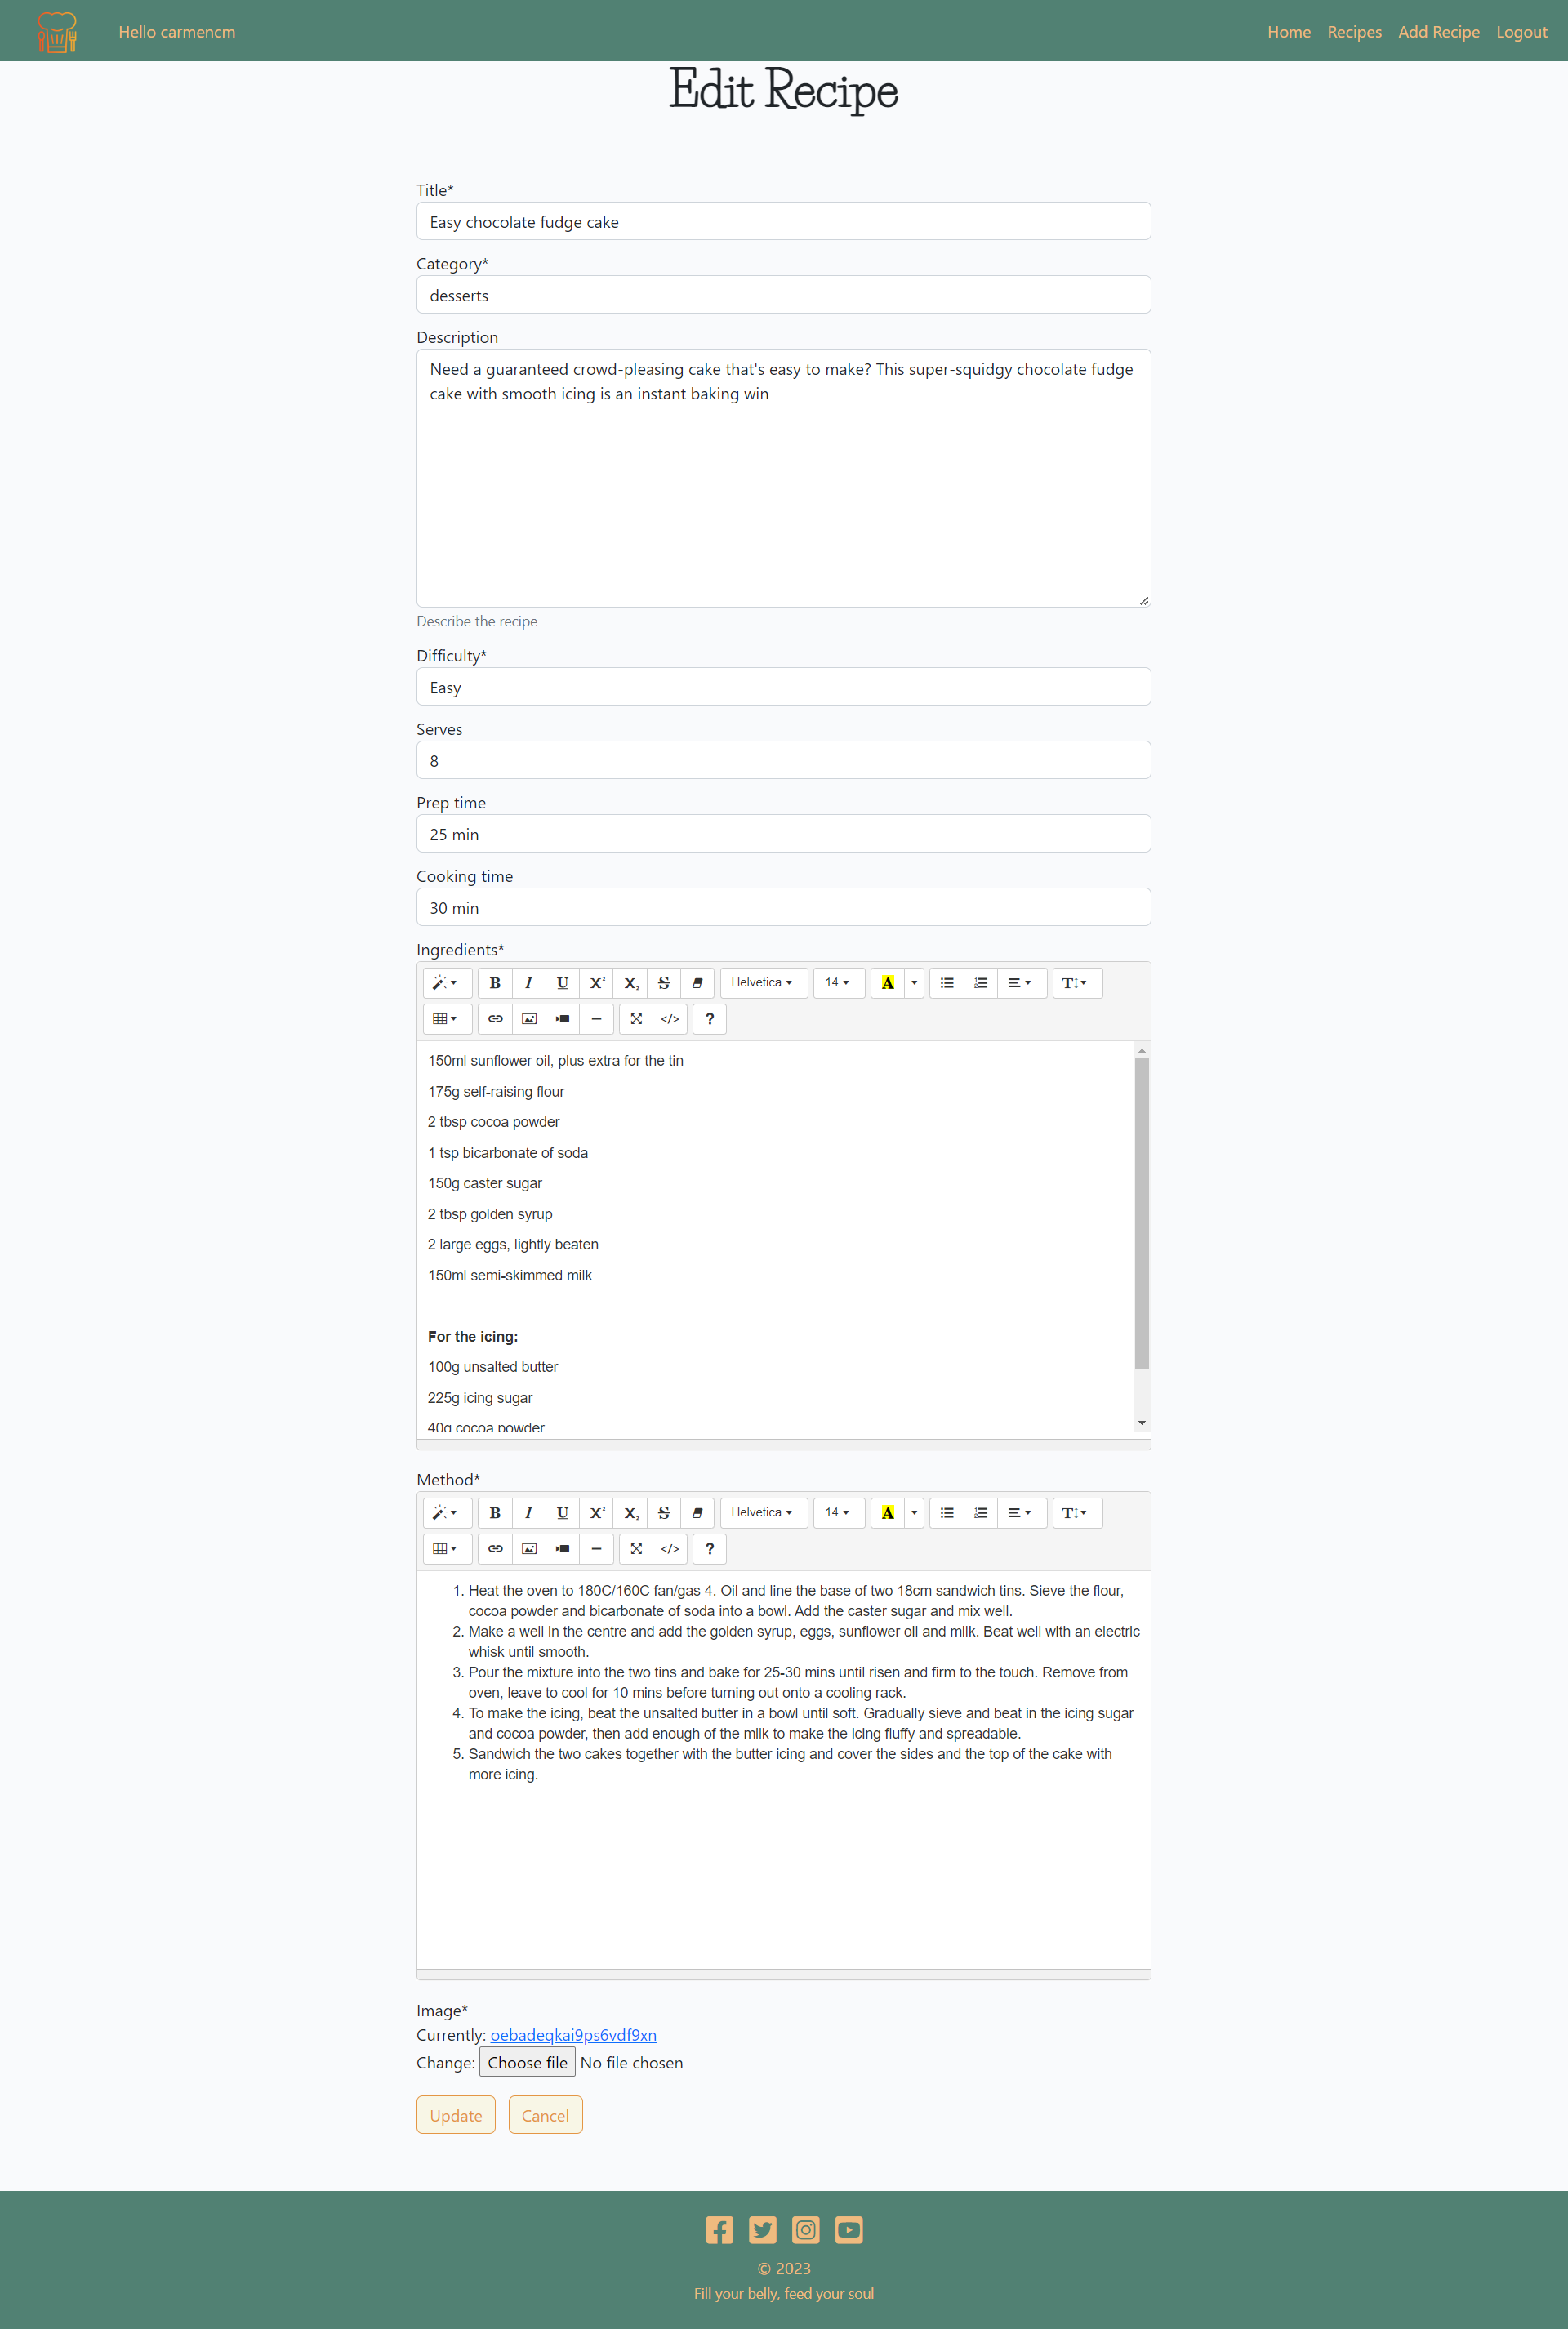 Hello carmencm
Home Recipes Add Recipe Logout
Edit Recipe
Title*
Easy chocolate fudge cake
Category*
desserts
Description
Need a guaranteed crowd-pleasing cake that's easy to make? This super-squidgy chocolate fudge
cake with smooth icing is an instant baking win
Describe the recipe
Difficulty*
Easy
Serves
8
Prep time
25 min
Cooking time
30 min
Ingredients*
B I U X² X₂ S Helvetica 14 A T
</> ?
150ml sunflower oil, plus extra for the tin
175g self-raising flour
2 tbsp cocoa powder
1 tsp bicarbonate of soda
150g caster sugar
2 tbsp golden syrup
2 large eggs, lightly beaten
150ml semi-skimmed milk
For the icing:
100g unsalted butter
225g icing sugar
40g cocoa powder
Method*
B I U X² X₂ S Helvetica 14 A T
</> ?
1. Heat the oven to 180C/160C fan/gas 4. Oil and line the base of two 18cm sandwich tins. Sieve the flour,
cocoa powder and bicarbonate of soda into a bowl. Add the caster sugar and mix well.
2. Make a well in the centre and add the golden syrup, eggs, sunflower oil and milk. Beat well with an electric
whisk until smooth.
3. Pour the mixture into the two tins and bake for 25-30 mins until risen and firm to the touch. Remove from
oven, leave to cool for 10 mins before turning out onto a cooling rack.
4. To make the icing, beat the unsalted butter in a bowl until soft. Gradually sieve and beat in the icing sugar
and cocoa powder, then add enough of the milk to make the icing fluffy and spreadable.
5. Sandwich the two cakes together with the butter icing and cover the sides and the top of the cake with
more icing.
Image*
Currently: oebadeqkai9ps6vdf9xn
Change: Choose file No file chosen
Update Cancel
© 2023
Fill your belly, feed your soul